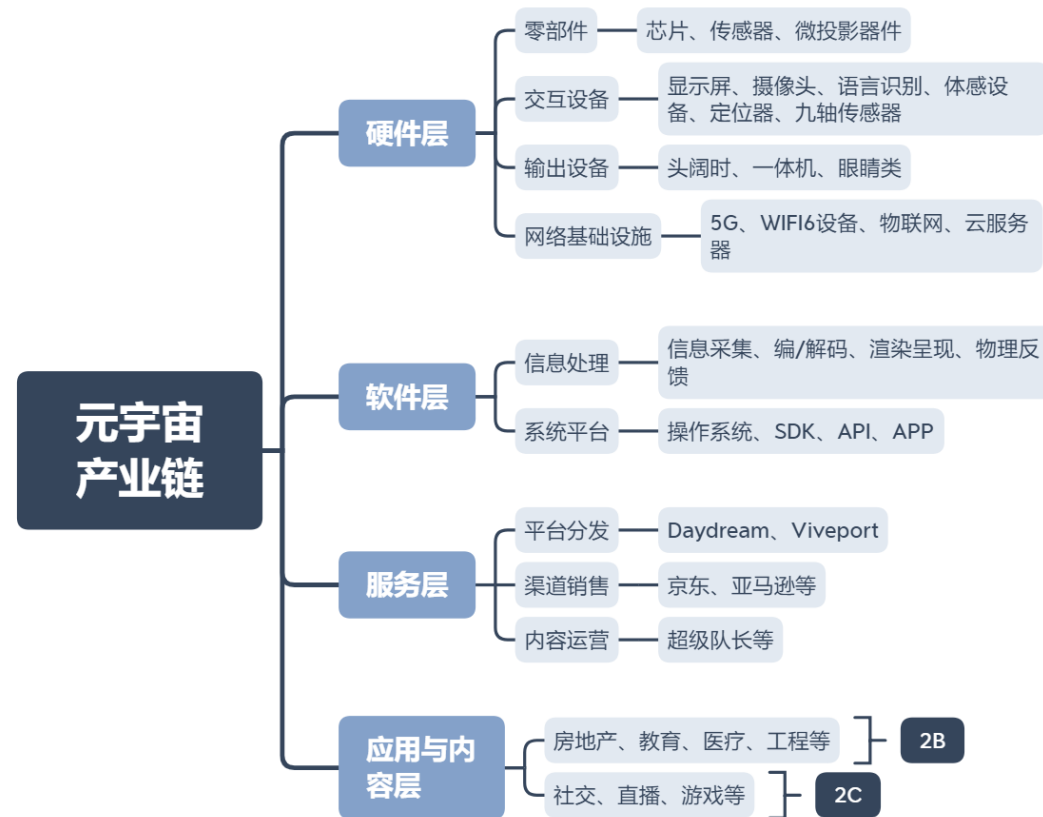 零部件
芯片、传感器、微投影器件
交互设备
显示屏、摄像头、语言识别、体感设
备、定位器、九轴传感器
硬件层
输出设备
头阔时、一体机、眼睛类
网络基础设施
5G、WIFI6设备、物联网、云服务
器
信息处理
信息采集、编/解码、渲染呈现、物理反
馈
软件层
系统平台
操作系统、SDK、API、APP
元宇宙
产业链
平台分发
Daydream、Viveport
服务层
渠道销售
京东、亚马逊等
内容运营
超级队长等
应用与内
容层
房地产、教育、医疗、工程等
2B
社交、直播、游戏等
2C